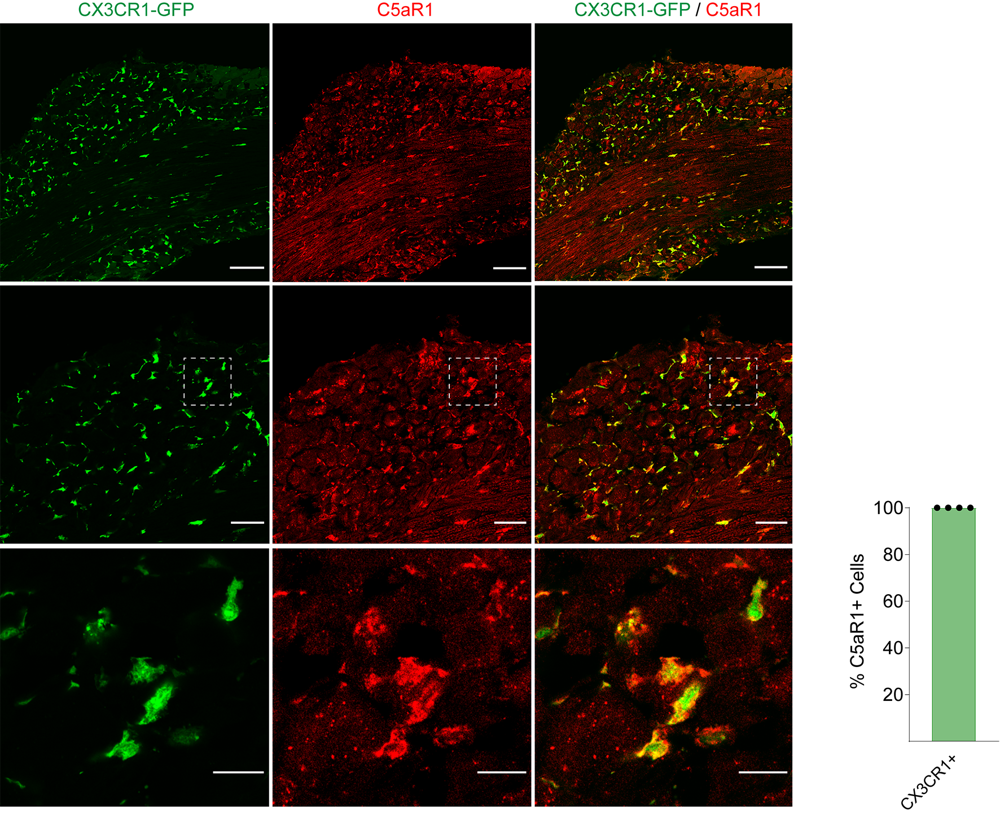 CX3CR1-GFP
C5aR1
CX3CR1-GFP / C5aR1
100
80
60
40
20
% C5aR1+ Cells
CX3CR1+